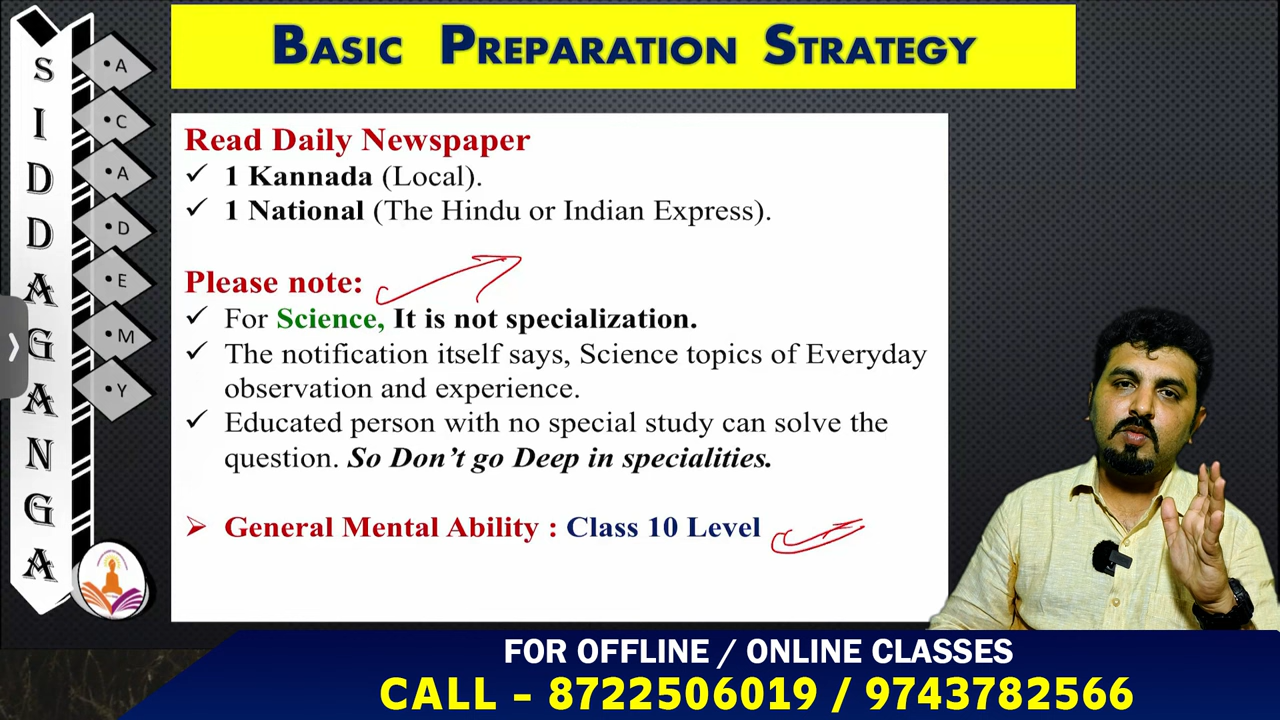 BASIC PREPARATION STRATEGY
SIDDAGANGA
• A
• C
• A
• D
• E
• M
• Y
Read Daily Newspaper
✓ 1 Kannada (Local).
✓ 1 National (The Hindu or Indian Express).
Please note:
✓ For Science, It is not specialization.
✓ The notification itself says, Science topics of Everyday
observation and experience.
✓ Educated person with no special study can solve the
question. So Don't go Deep in specialities.
➢ General Mental Ability : Class 10 Level
FOR OFFLINE / ONLINE CLASSES
CALL – 8722506019 / 9743782566